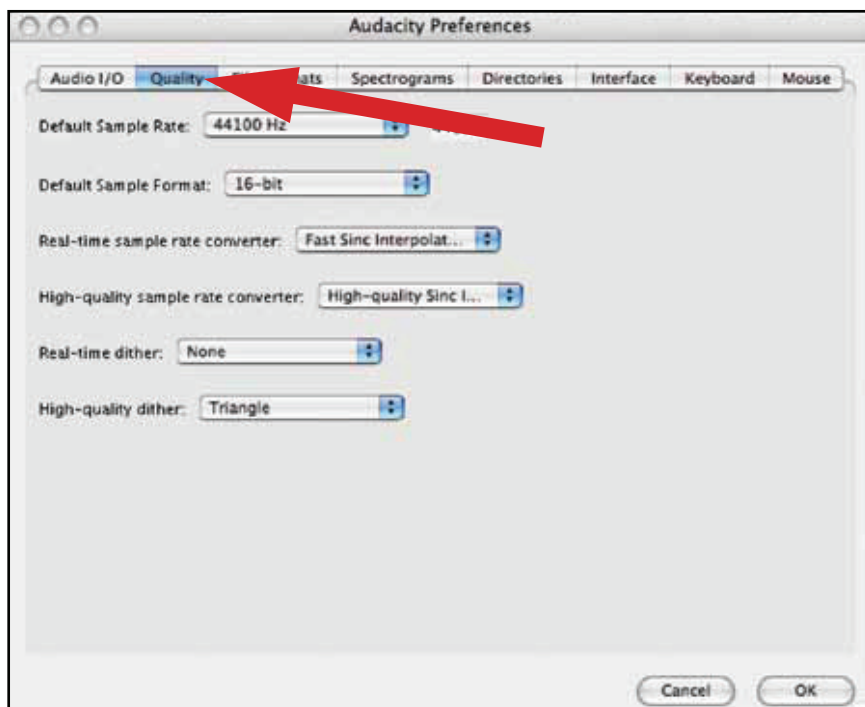 Audacity Preferences
Audio I/O Quality Spectrograms Directories Interface Keyboard Mouse
Default Sample Rate: 44100 Hz
Default Sample Format: 16-bit
Real-time sample rate converter: Fast Sinc Interpolat...
High-quality sample rate converter: High-quality Sinc I...
Real-time dither: None
High-quality dither: Triangle
Cancel OK